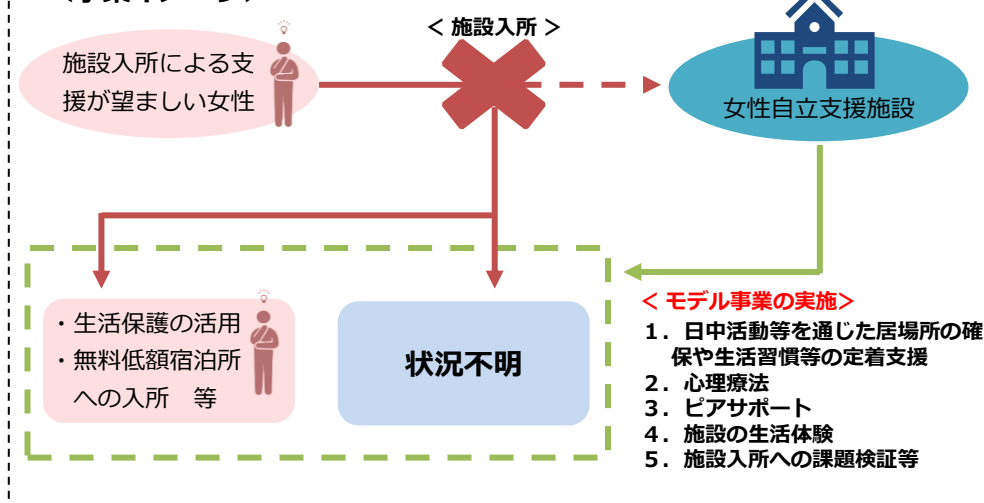 ＜ 施設入所 ＞
施設入所による支
援が望ましい女性
女性自立支援施設
・生活保護の活用
・無料低額宿泊所
への入所　等
状況不明
＜ モデル事業の実施＞
１．日中活動等を通じた居場所の確
保や生活習慣等の定着支援
２．心理療法
３．ピアサポート
４．施設の生活体験
５．施設入所への課題検証等